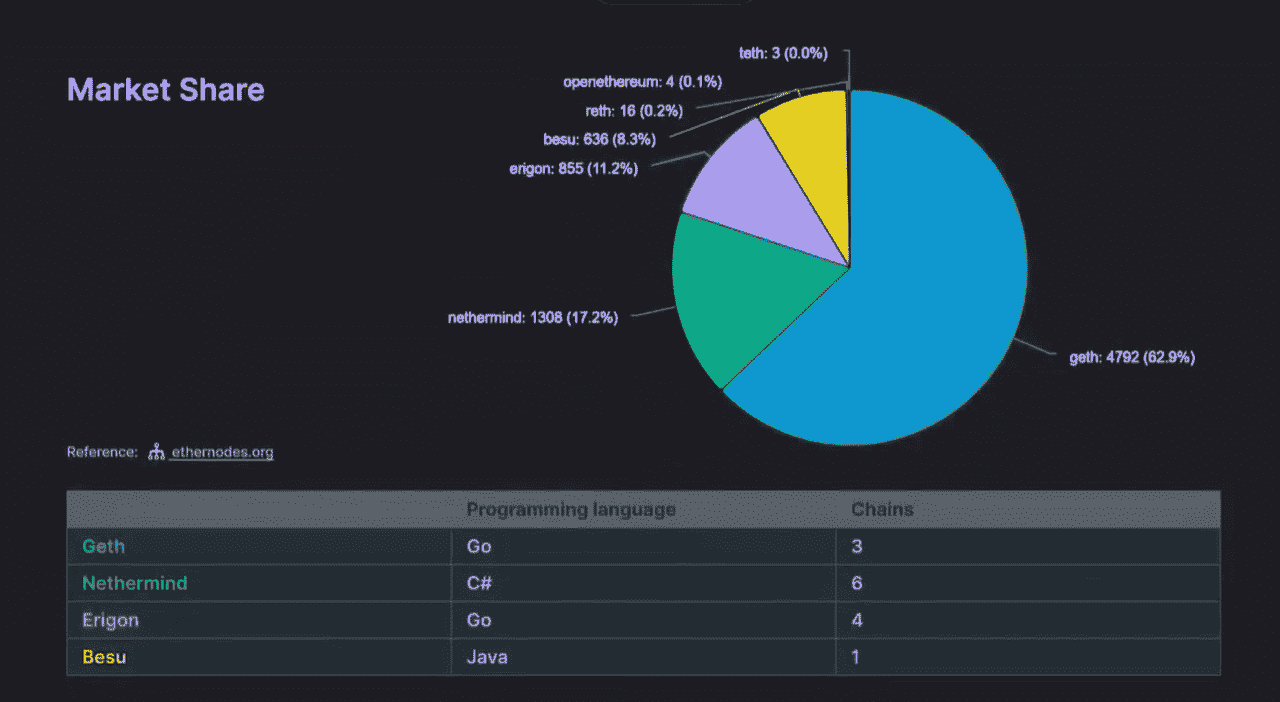 Market Share
teth: 3 (0.0%)
openethereum: 4 (0.1%)
reth: 16 (0.2%)
besu: 636 (8.3%)
erigon: 855 (11.2%)
nethermind: 1308 (17.2%)
geth: 4792 (62.9%)
Reference: ethernodes.org
Programming language Chains
Geth Go 3
Nethermind C# 6
Erigon Go 4
Besu Java 1